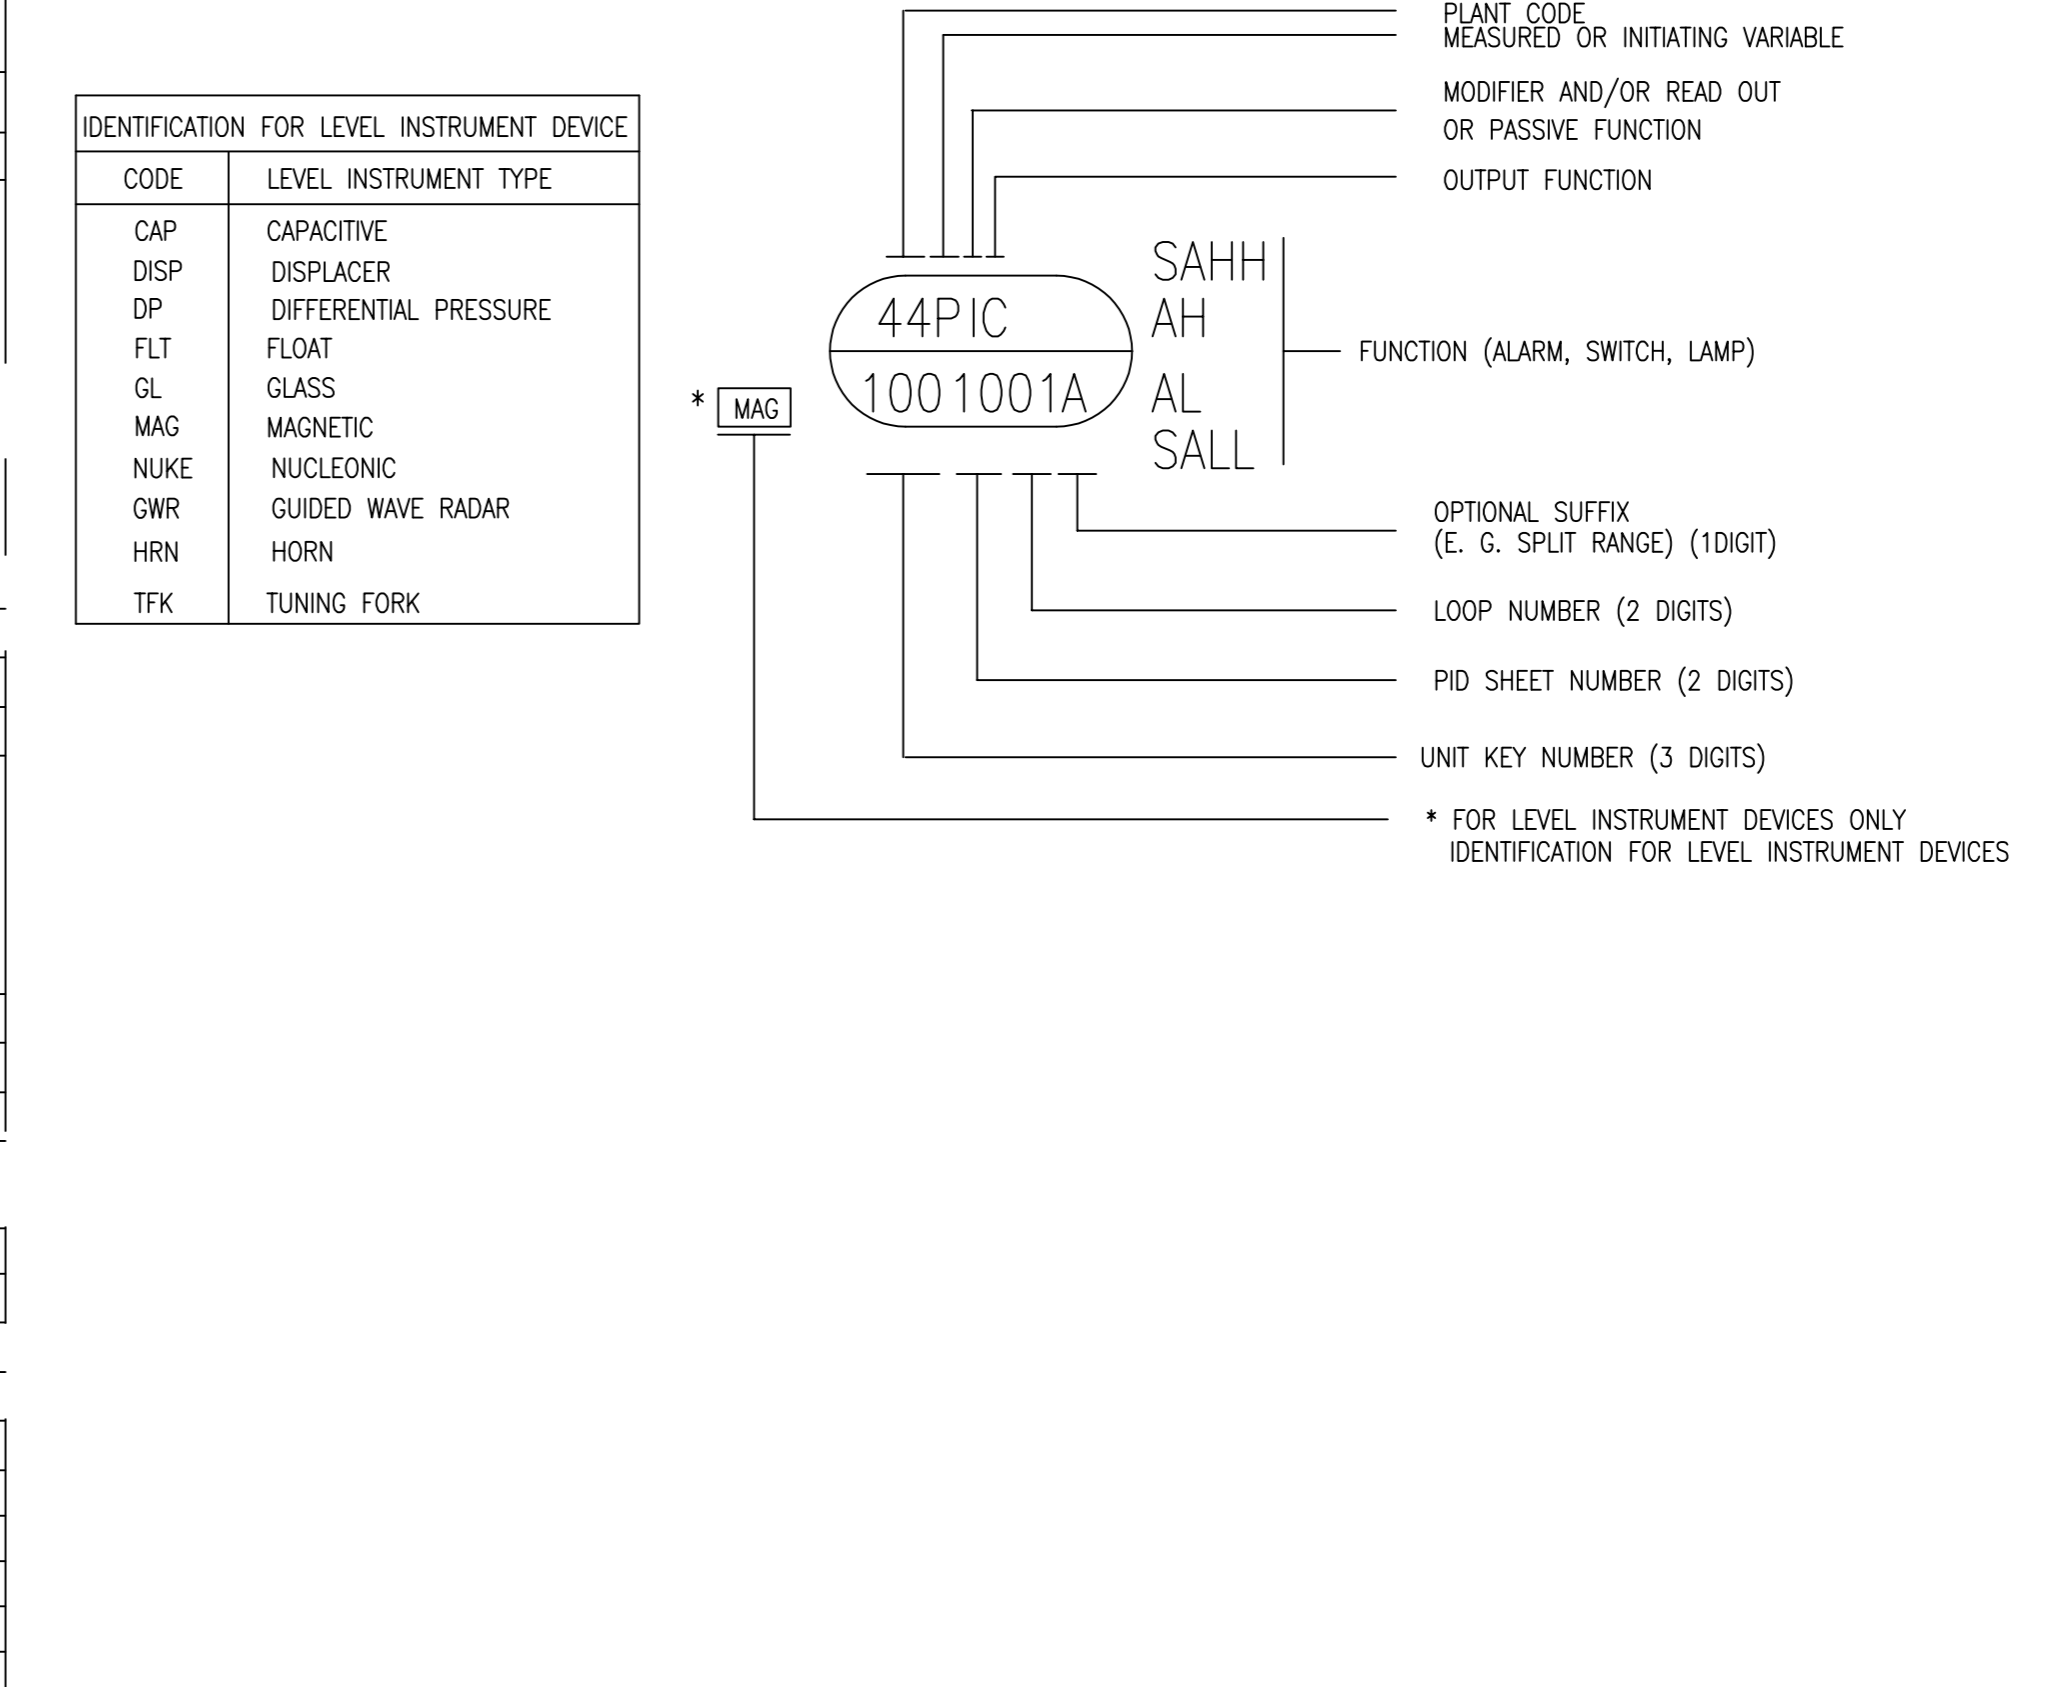 IDENTIFICATION FOR LEVEL INSTRUMENT DEVICE
CODE LEVEL INSTRUMENT TYPE
CAP CAPACITIVE
DISP DISPLACER
DP DIFFERENTIAL PRESSURE
FLT FLOAT
GL GLASS
MAG MAGNETIC
NUKE NUCLEONIC
GWR GUIDED WAVE RADAR
HRN HORN
TFK TUNING FORK
PLANT CODE
MEASURED OR INITIATING VARIABLE
MODIFIER AND/OR READ OUT
OR PASSIVE FUNCTION
OUTPUT FUNCTION
44PIC
1001001A
* MAG
SAHH
AH
AL
SALL
FUNCTION (ALARM, SWITCH, LAMP)
OPTIONAL SUFFIX
(E. G. SPLIT RANGE) (1DIGIT)
LOOP NUMBER (2 DIGITS)
PID SHEET NUMBER (2 DIGITS)
UNIT KEY NUMBER (3 DIGITS)
* FOR LEVEL INSTRUMENT DEVICES ONLY
IDENTIFICATION FOR LEVEL INSTRUMENT DEVICES